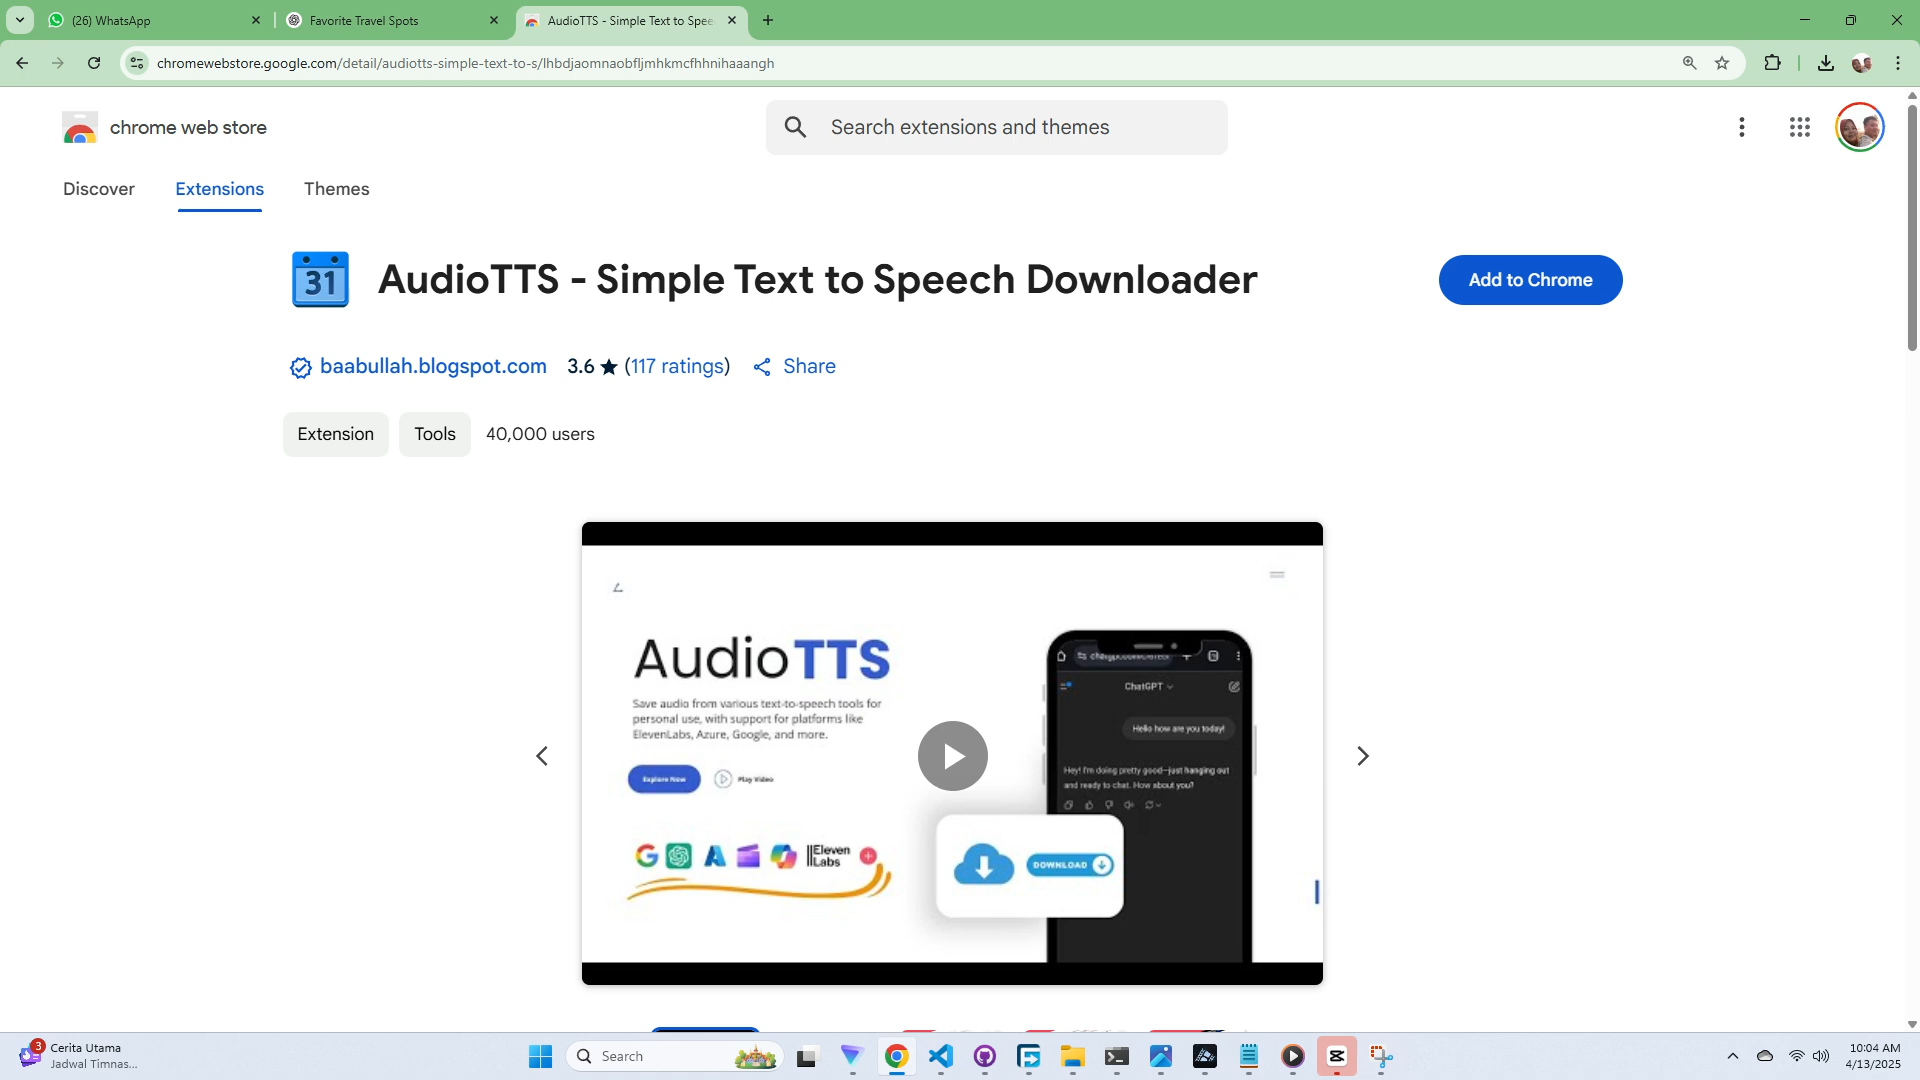 (26) WhatsApp
Favorite Travel Spots
AudioTTS - Simple Text to Spee
chromewebstore.google.com/detail/audiotts-simple-text-to-s/lhbdjaomnaobfljmhkmcfhhnihaaangh
chrome web store
Search extensions and themes
Discover
Extensions
Themes
31
AudioTTS - Simple Text to Speech Downloader
Add to Chrome
baabullah.blogspot.com
3.6 ★ (117 ratings)
Share
Extension
Tools
40,000 users
AudioTTS
Save audio from various text-to-speech tools for
personal use, with support for platforms like
ElevenLabs, Azure, Google, and more.
Explore Now
Play Video
Eleven
Labs
ChatGPT
Hello how are you today!
Hey! I'm doing pretty good—just hanging out
and ready to chat. How about you?
DOWNLOAD
3
Cerita Utama
Jadwal Timnas...
Search
10:04 AM
4/13/2025